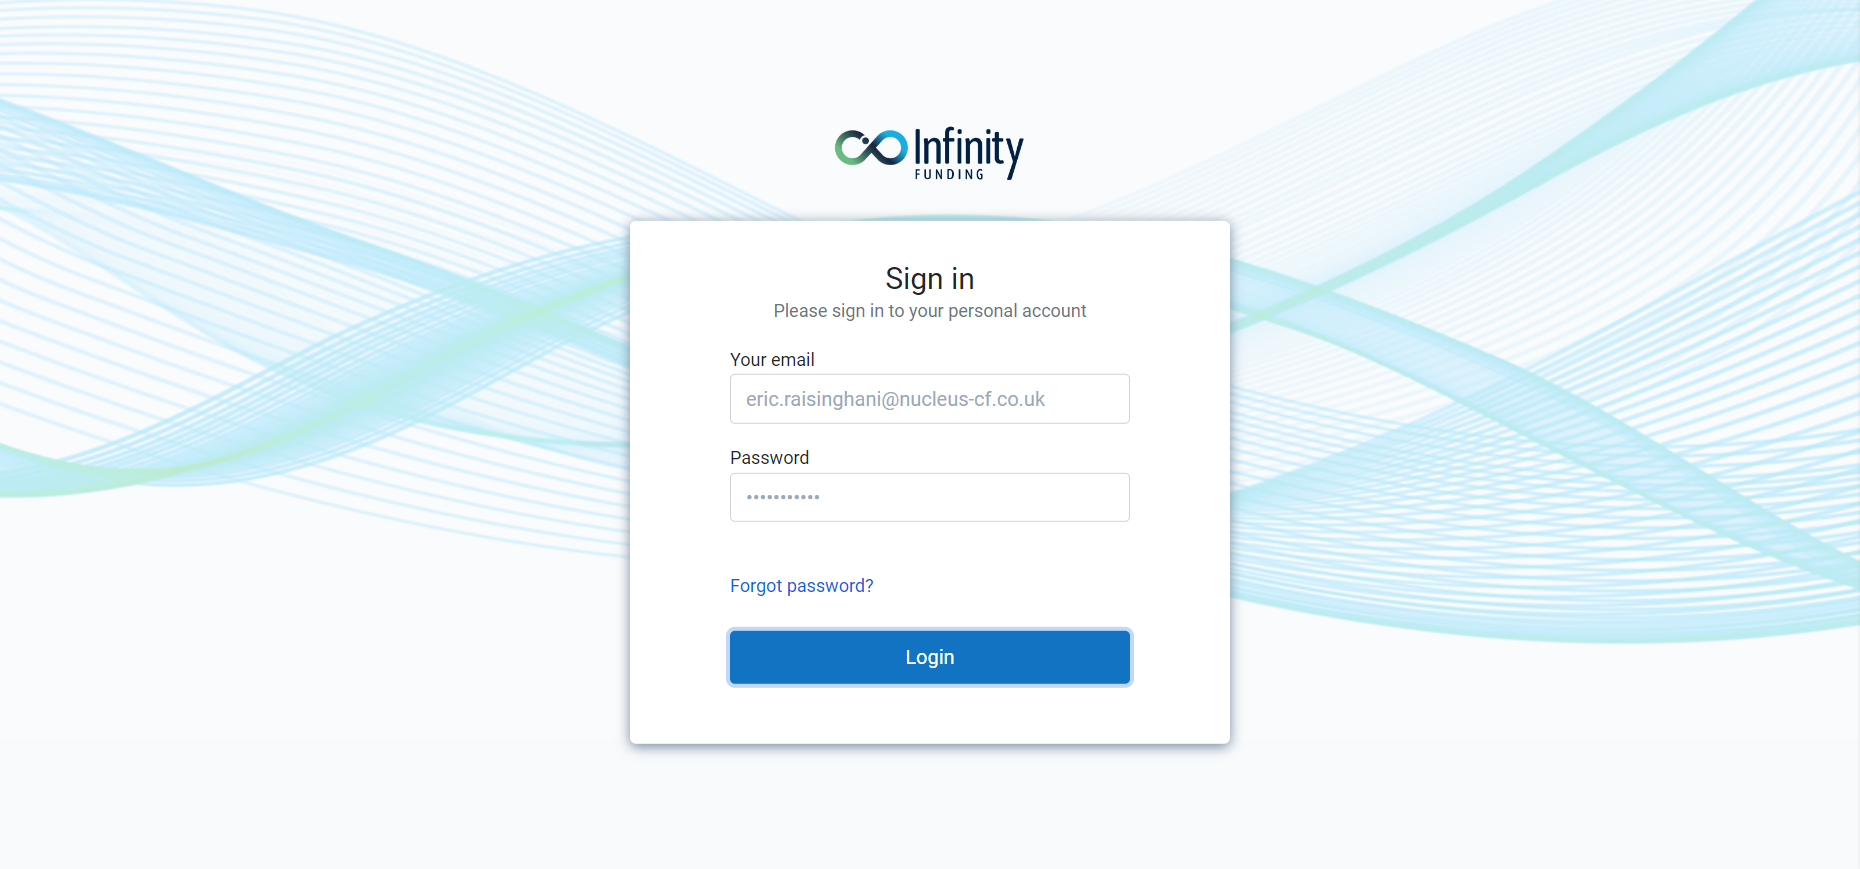 Infinity
FUNDING
Sign in
Please sign in to your personal account
Your email
eric.raisinghani@nucleus-cf.co.uk
Password
•••••••••••
Forgot password?
Login